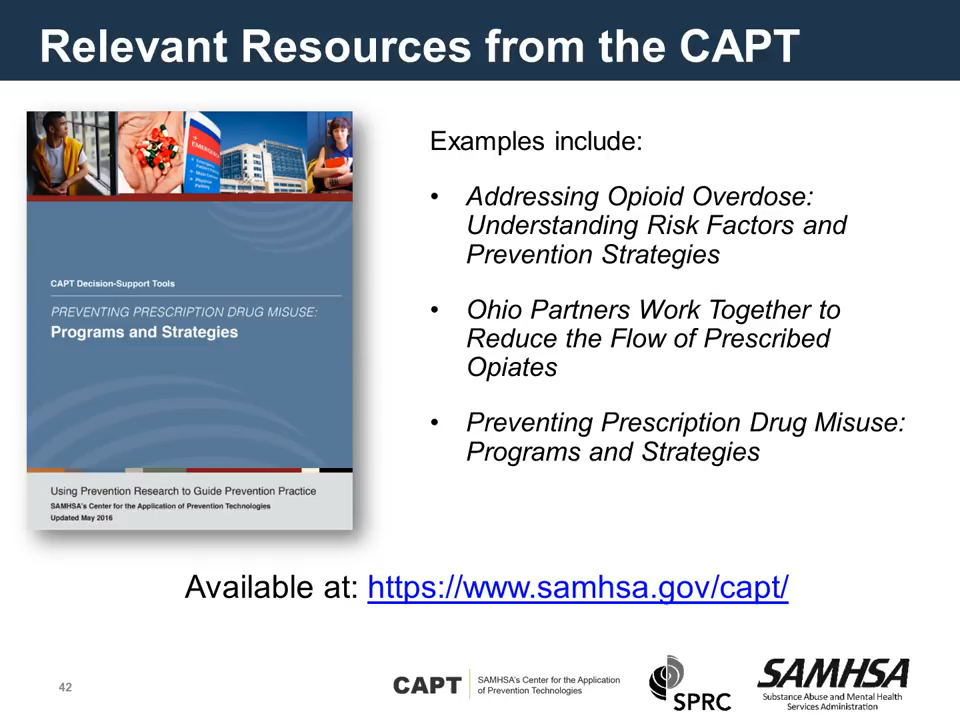 Relevant Resources from the CAPT
EMERGENCY
CAPT Decision-Support Tools
PREVENTING PRESCRIPTION DRUG MISUSE:
Programs and Strategies
Using Prevention Research to Guide Prevention Practice
SAMHSA's Center for the Application of Prevention Technologies
Updated May 2016
Examples include:
• Addressing Opioid Overdose:
Understanding Risk Factors and
Prevention Strategies
• Ohio Partners Work Together to
Reduce the Flow of Prescribed
Opiates
• Preventing Prescription Drug Misuse:
Programs and Strategies
Available at: https://www.samhsa.gov/capt/
42
CAPT
SAMHSA's Center for the Application
of Prevention Technologies
SPRC
SAMHSA
Substance Abuse and Mental Health
Services Administration